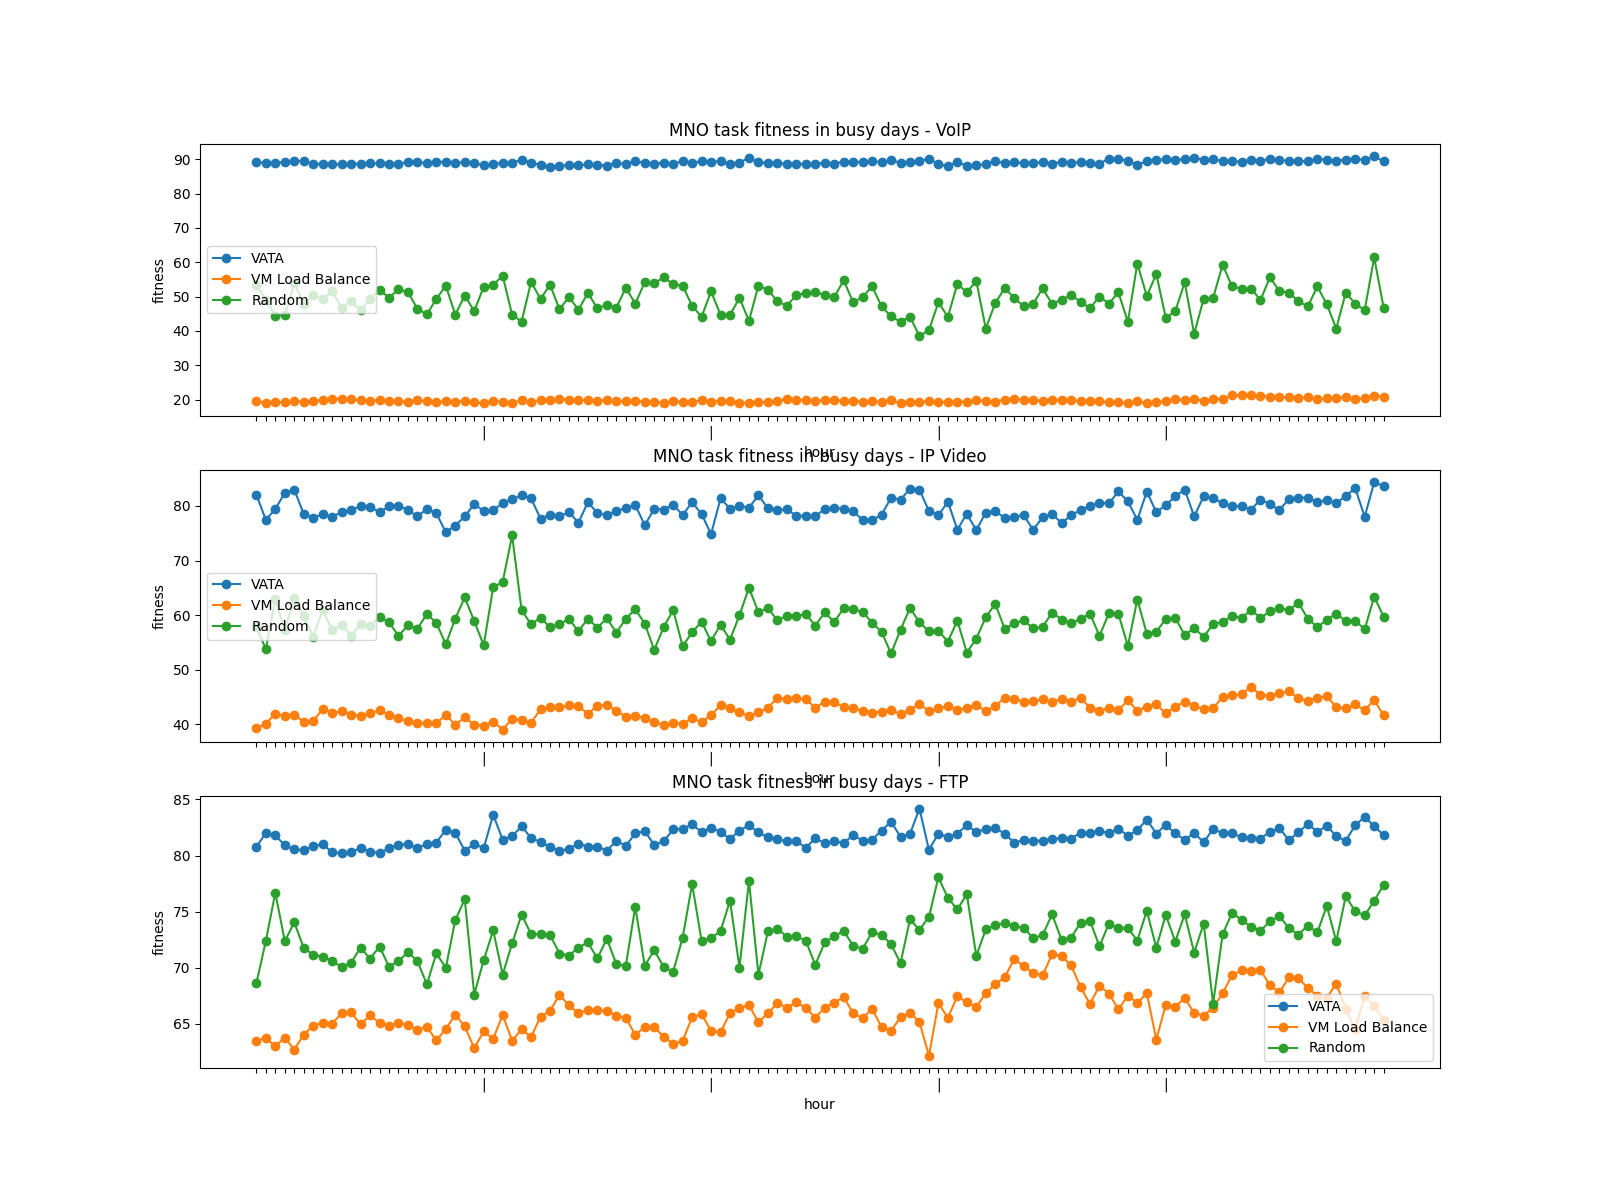 MNO task fitness in busy days - VoIP
90
80
70
60
50
40
30
20
fitness
VATA
VM Load Balance
Random
hour
MNO task fitness in busy days - IP Video
80
70
60
50
40
fitness
VATA
VM Load Balance
Random
hour
MNO task fitness in busy days - FTP
85
80
75
70
65
fitness
VATA
VM Load Balance
Random
hour